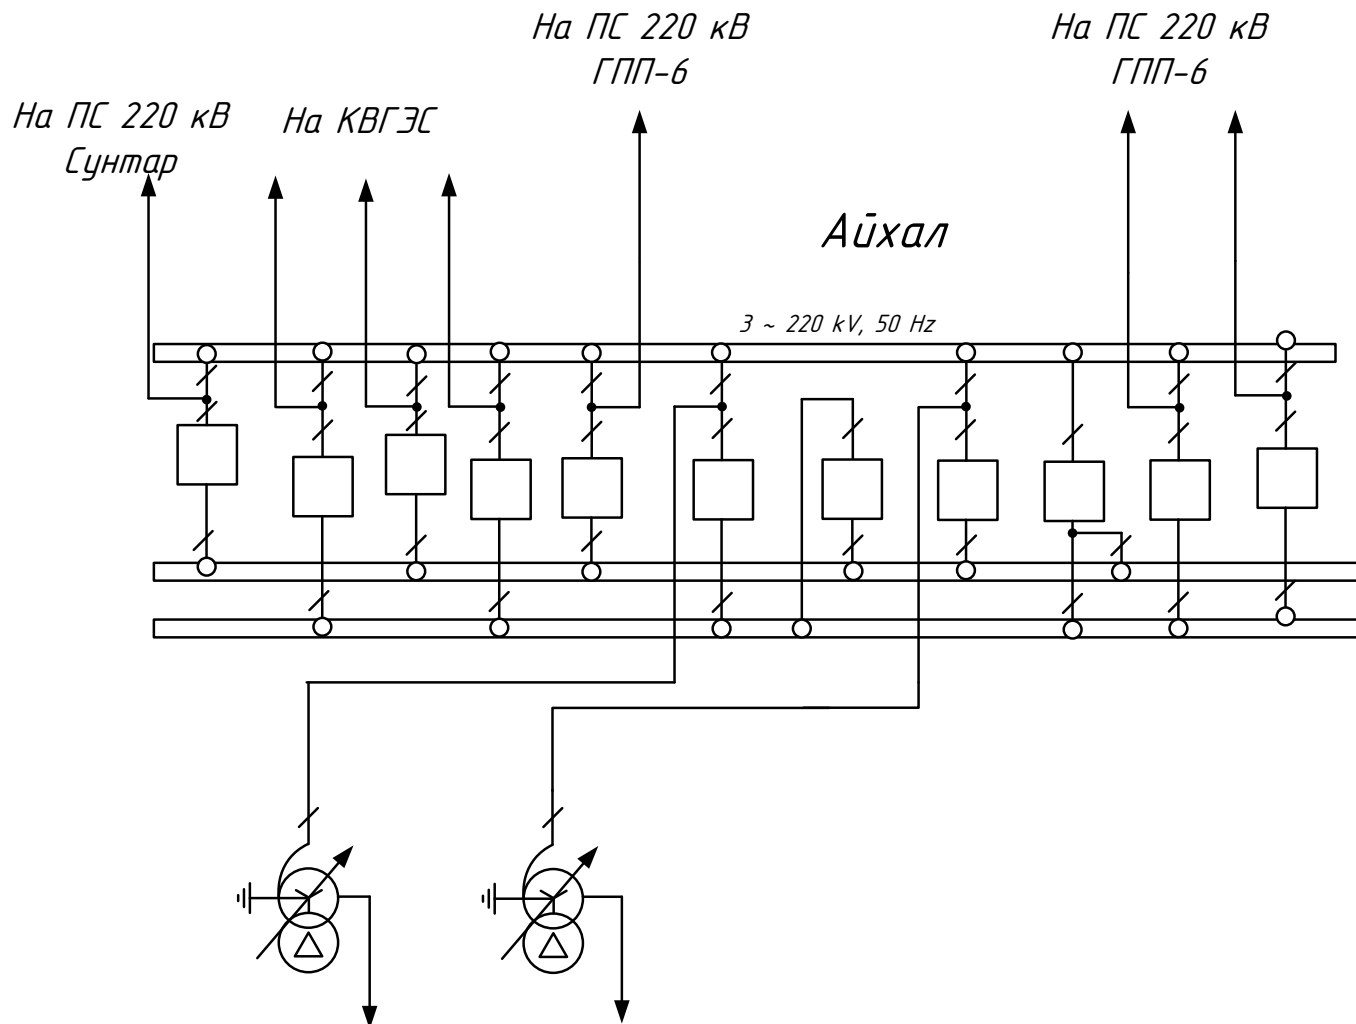 На ПС 220 кВ
ГПП-6
На ПС 220 кВ
ГПП-6
На ПС 220 кВ
Сунтар
На КВГЭС
Айхал
3 ~ 220 kV, 50 Hz